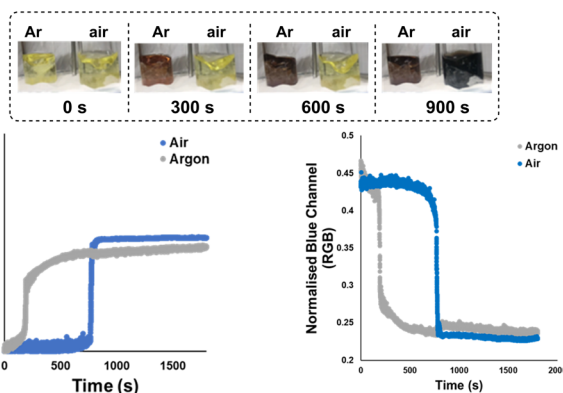 Ar air Ar air Ar air Ar air
0 s 300 s 600 s 900 s
Air
Argon
0 500 1000 1500
Time (s)
Normalised Blue Channel
(RGB)
0.5
0.45
0.4
0.35
0.3
0.25
0.2
Argon
Air
0 500 1000 1500 200
Time (s)